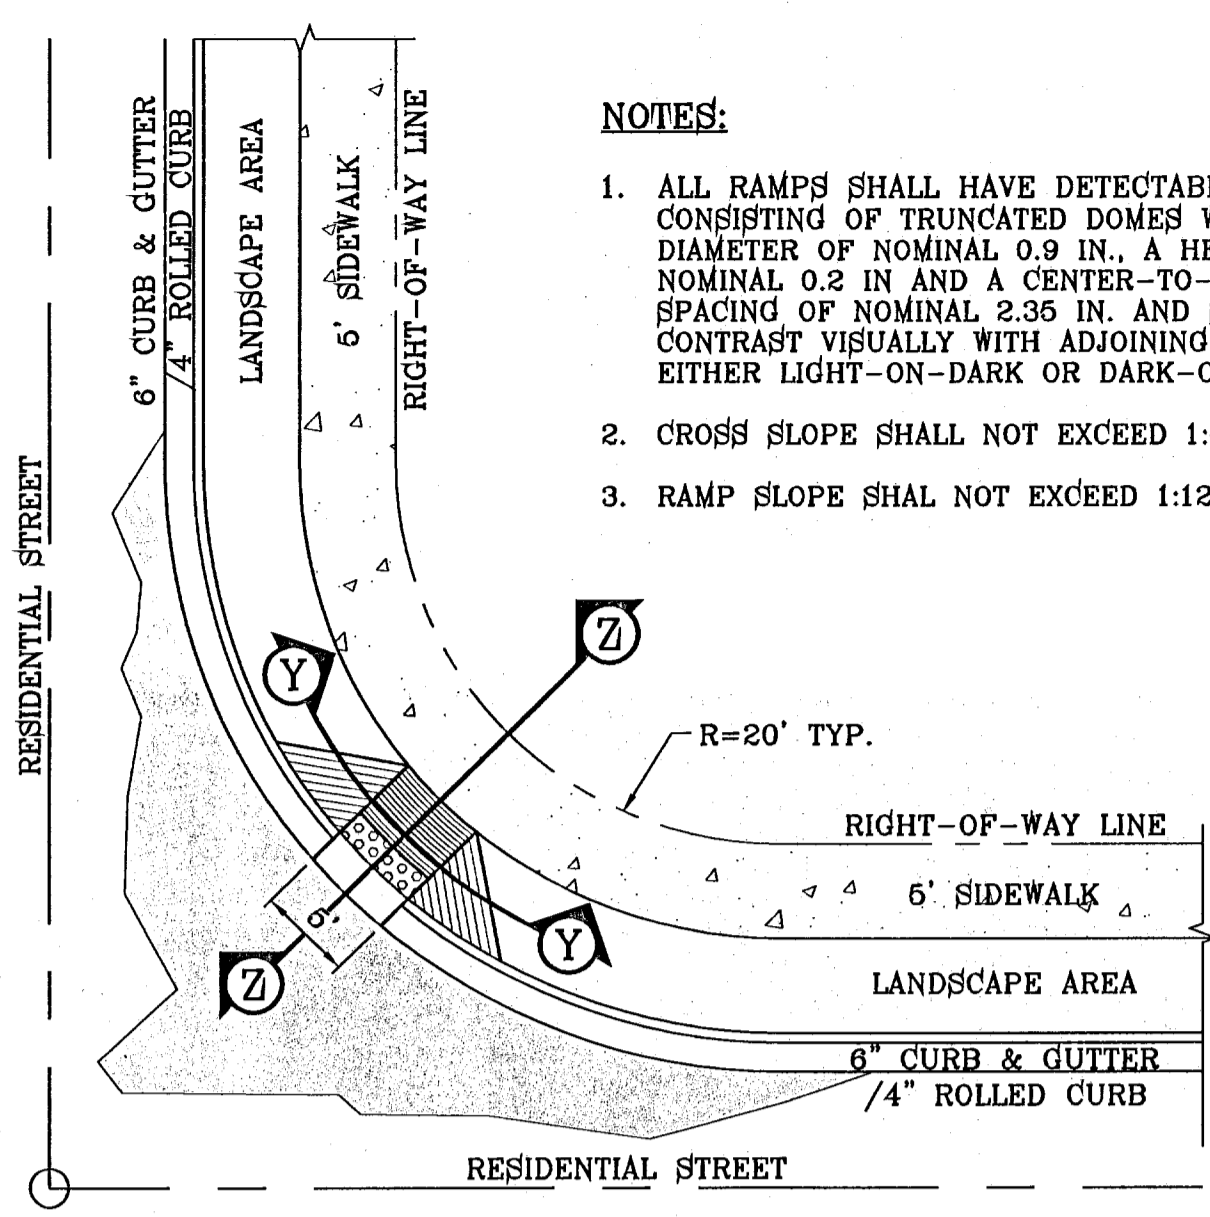 NOTES:
1. ALL RAMPS SHALL HAVE DETECTABL
CONSISTING OF TRUNCATED DOMES W
DIAMETER OF NOMINAL 0.9 IN., A HE
NOMINAL 0.2 IN AND A CENTER-TO-
SPACING OF NOMINAL 2.35 IN. AND
CONTRAST VISUALLY WITH ADJOINING
EITHER LIGHT-ON-DARK OR DARK-O
2. CROSS SLOPE SHALL NOT EXCEED 1:
3. RAMP SLOPE SHAL NOT EXCEED 1:12
RESIDENTIAL STREET
6" CURB & GUTTER
/4" ROLLED CURB
LANDSCAPE AREA
5' SIDEWALK
RIGHT-OF-WAY LINE
Z
Y
R=20' TYP.
RIGHT-OF-WAY LINE
5' SIDEWALK
5'
Y
Z
LANDSCAPE AREA
6" CURB & GUTTER
/4" ROLLED CURB
RESIDENTIAL STREET